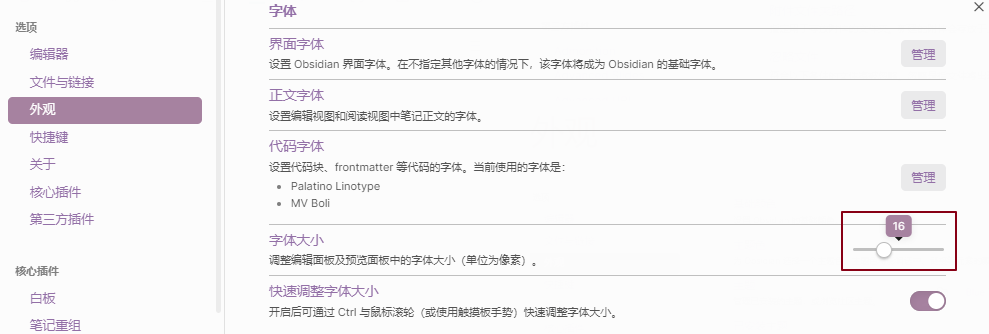 选顶
编辑器
文件与链接
外观
快捷键
关于
核心插件
第三方插件
核心插件
白板
笔记重组
字体
界面字体
设置 Obsidian 界面字体。在不指定其他字体的情况下，该字体将成为 Obsidian 的基础字体。
管理
正文字体
设置编辑视图和阅读视图中笔记正文的字体。
管理
代码字体
设置代码块、frontmatter 等代码的字体。当前使用的字体是：
Palatino Linotype
MV Boli
管理
字体大小
调整编辑面板及预览面板中的字体大小（单位为像素）。
16
快速调整字体大小
开启后可通过 Ctrl 与鼠标滚轮（或使用触摸板手势）快速调整字体大小。